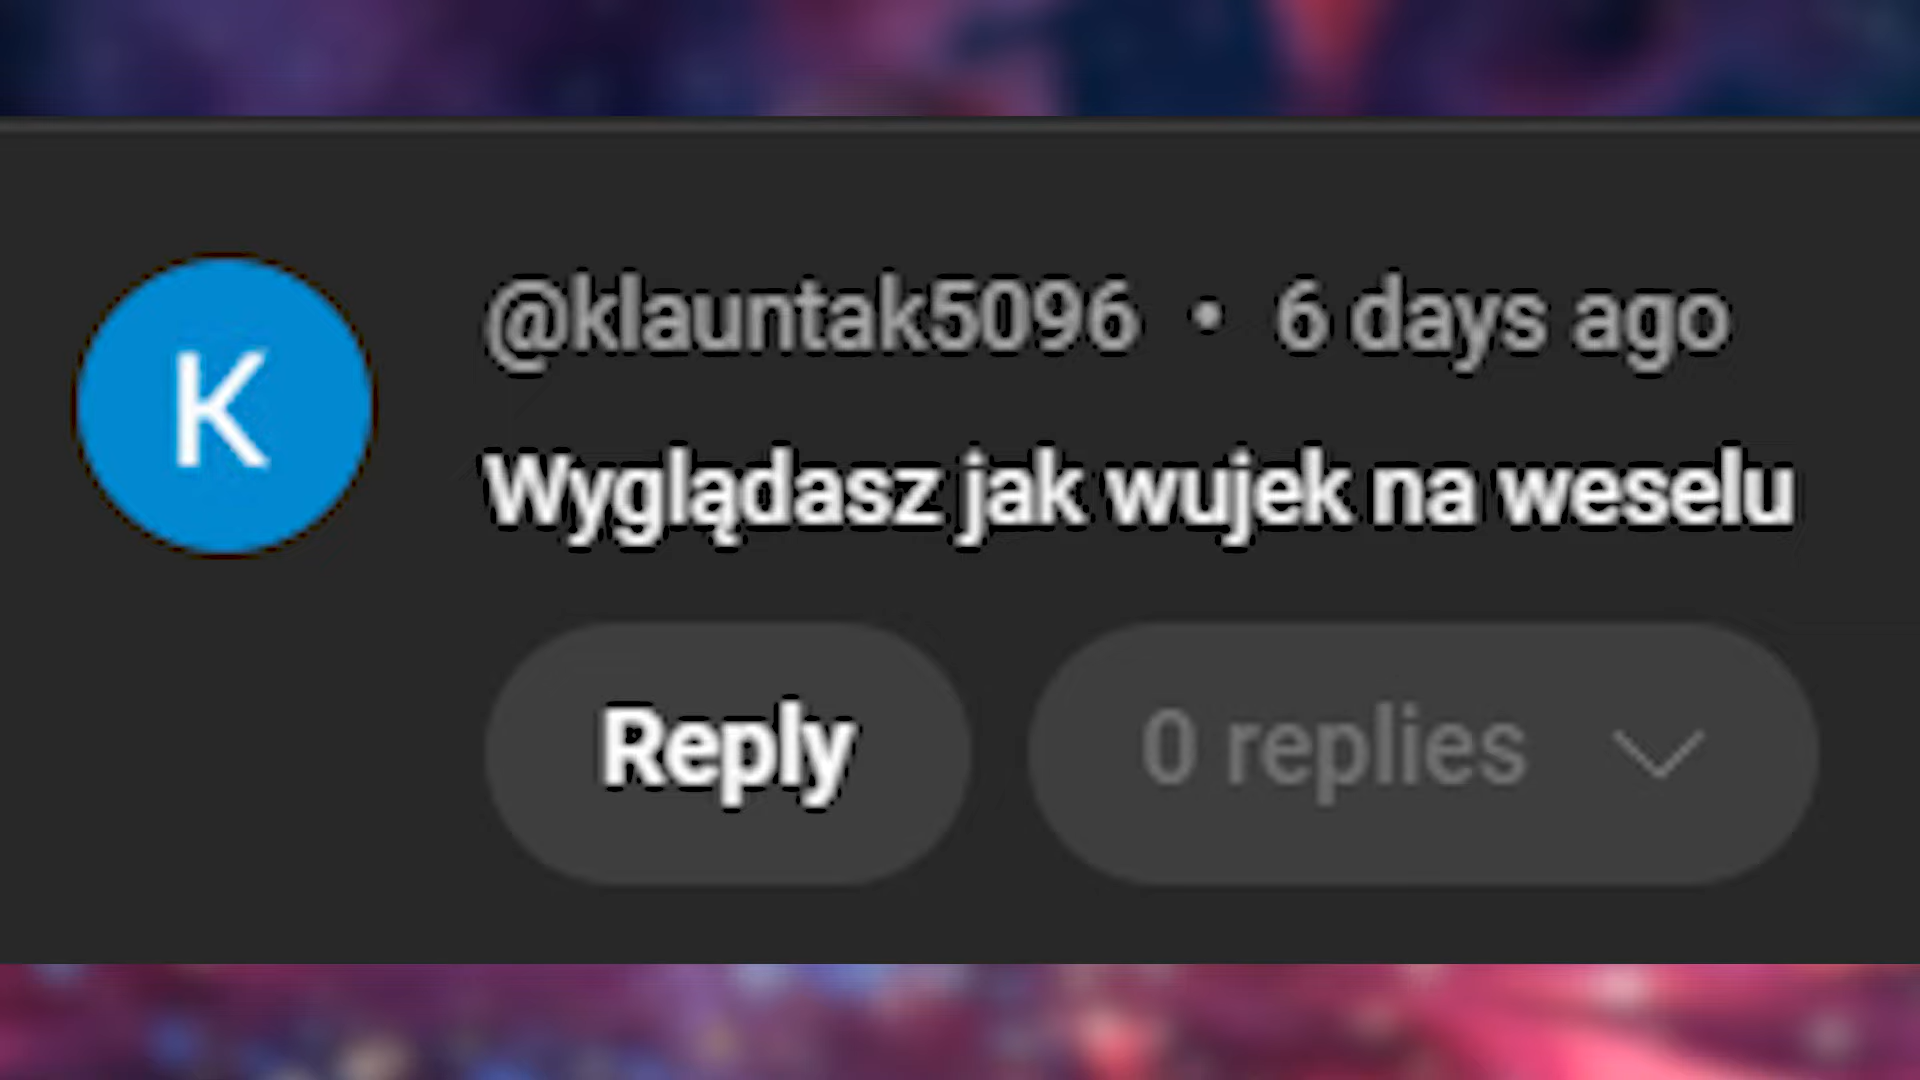 K
@klauntak5096 • 6 days ago
Wyglądasz jak wujek na weselu
Reply
0 replies